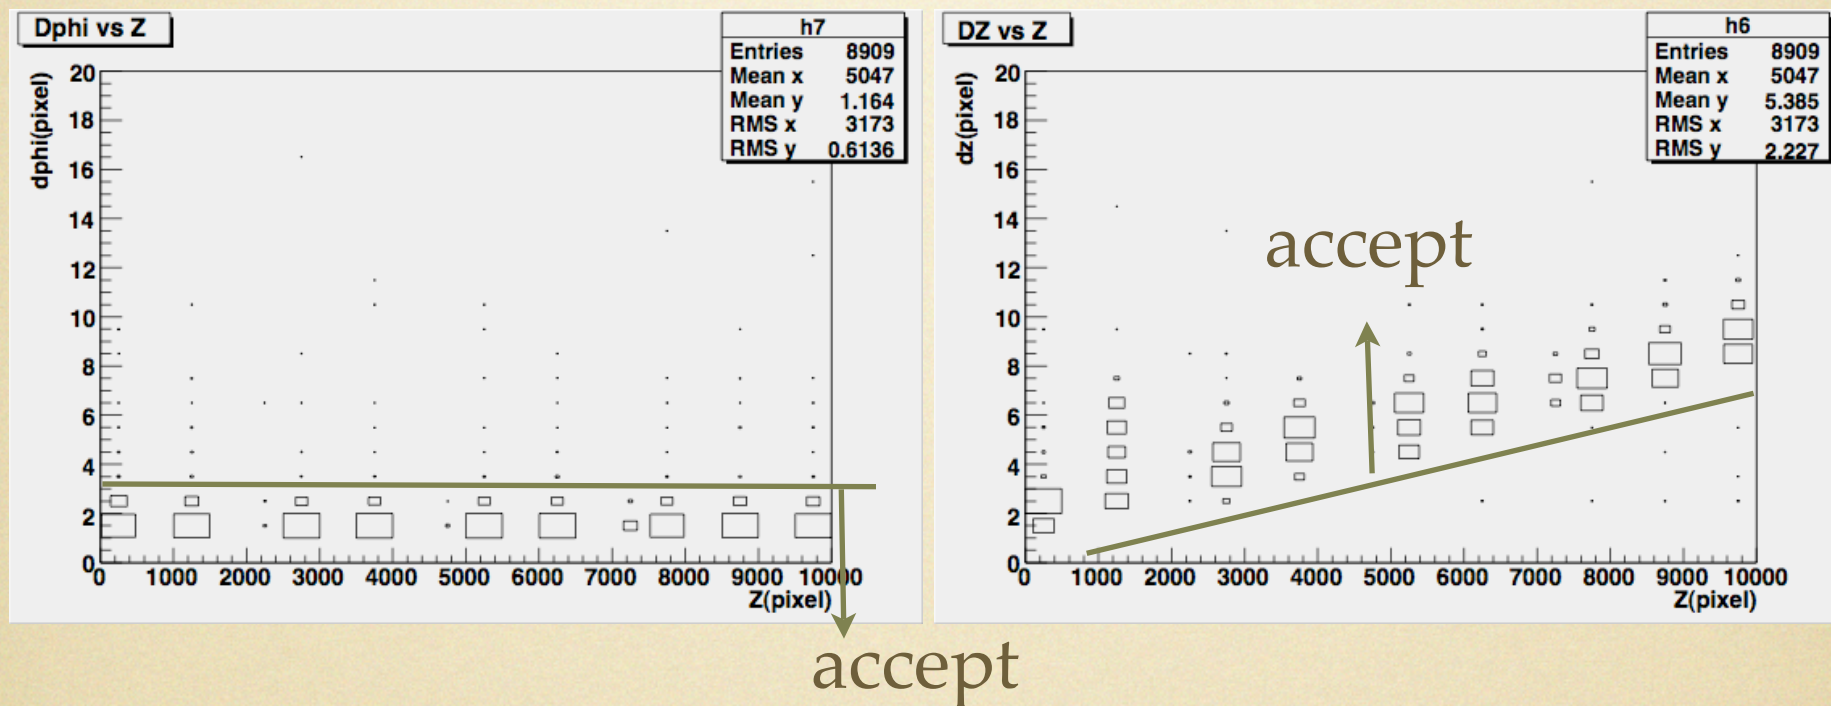 Dphi vs Z
h7
Entries 8909
Mean x 5047
Mean y 1.164
RMS x 3173
RMS y 0.6136
dphi(pixel)
20
18
16
14
12
10
8
6
4
2
0
0 1000 2000 3000 4000 5000 6000 7000 8000 9000 10000
Z(pixel)
accept
DZ vs Z
h6
Entries 8909
Mean x 5047
Mean y 5.385
RMS x 3173
RMS y 2.227
dz(pixel)
20
18
16
14
12
10
8
6
4
2
0
accept
0 1000 2000 3000 4000 5000 6000 7000 8000 9000 10000
Z(pixel)